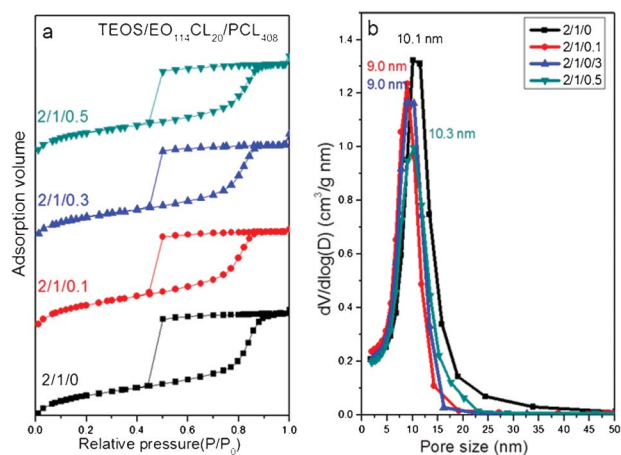 a
TEOS/EO114CL20/PCL408
2/1/0.5
2/1/0.3
2/1/0.1
2/1/0
Adsorption volume
0.0 0.2 0.4 0.6 0.8 1.0
Relative pressure(P/P0)
b
10.1 nm
9.0 nm
9.0 nm
10.3 nm
2/1/0
2/1/0.1
2/1/0/3
2/1/0.5
dV/dlog(D) (cm³/g nm)
1.4
1.2
1.0
0.8
0.6
0.4
0.2
0.0
0 5 10 15 20 25 30 35 40 45 50
Pore size (nm)